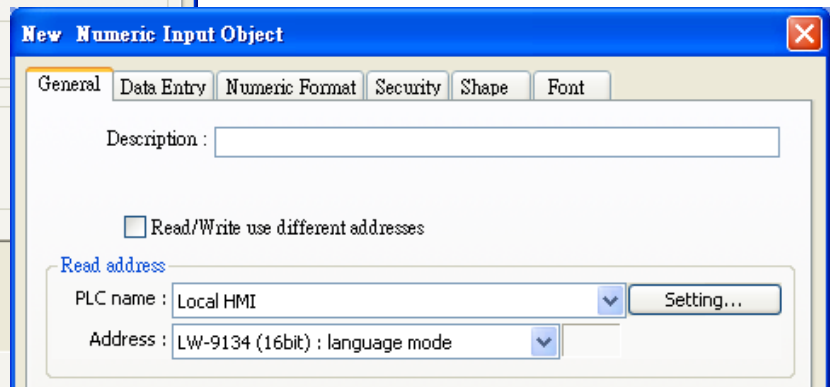 New Numeric Input Object
General Data Entry Numeric Format Security Shape Font
Description :
Read/Write use different addresses
Read address
PLC name : Local HMI Setting...
Address : LW-9134 (16bit) : language mode